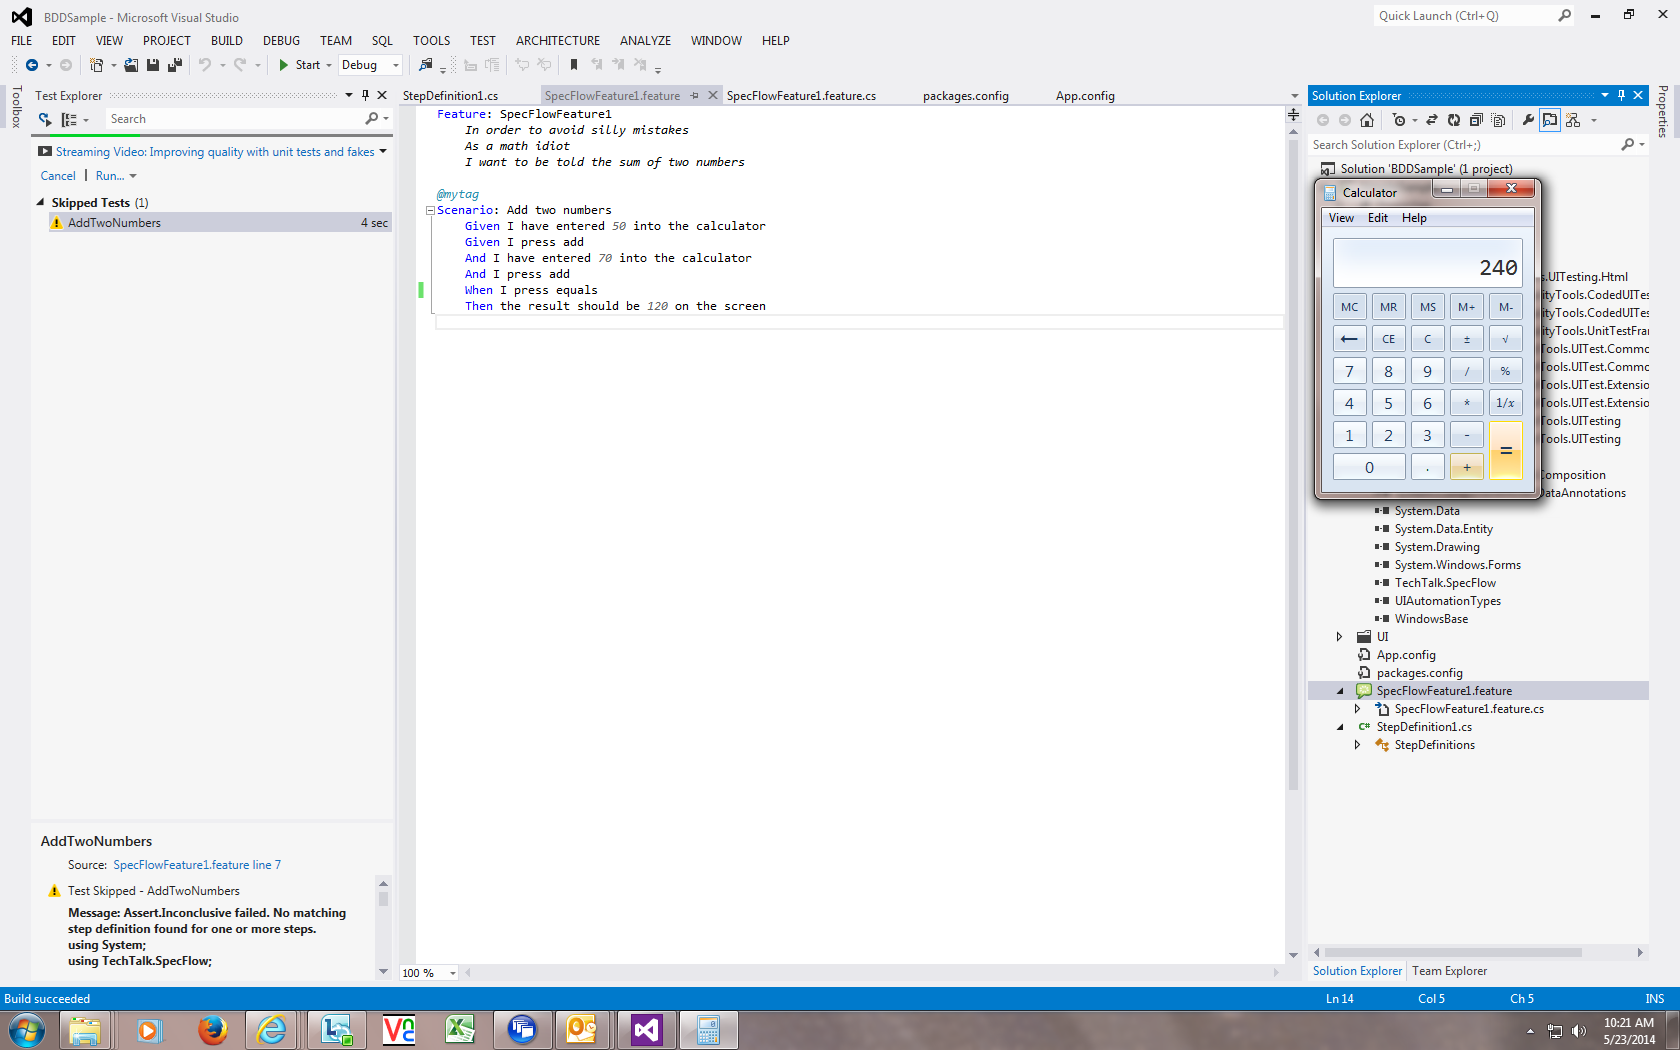 BDDSample - Microsoft Visual Studio
Quick Launch (Ctrl+Q)
FILE EDIT VIEW PROJECT BUILD DEBUG TEAM SQL TOOLS TEST ARCHITECTURE ANALYZE WINDOW HELP
Start Debug
Toolbox
Test Explorer
Search
Streaming Video: Improving quality with unit tests and fakes
Cancel | Run...
Skipped Tests (1)
AddTwoNumbers 4 sec
AddTwoNumbers
Source: SpecFlowFeature1.feature line 7
Test Skipped - AddTwoNumbers
Message: Assert.Inconclusive failed. No matching
step definition found for one or more steps.
using System;
using TechTalk.SpecFlow;
StepDefinition1.cs SpecFlowFeature1.feature SpecFlowFeature1.feature.cs packages.config App.config
Feature: SpecFlowFeature1
In order to avoid silly mistakes
As a math idiot
I want to be told the sum of two numbers
@mytag
Scenario: Add two numbers
Given I have entered 50 into the calculator
Given I press add
And I have entered 70 into the calculator
And I press add
When I press equals
Then the result should be 120 on the screen
100 %
Solution Explorer
Search Solution Explorer (Ctrl+;)
Solution 'BDDSample' (1 project)
Calculator
View Edit Help
240
MC MR MS M+ M-
← CE C ± √
7 8 9 / %
4 5 6 * 1/x
1 2 3 - =
0 . +
s.UITesting.Html
ityTools.CodedUITes
ityTools.CodedUITes
ityTools.UnitTestFra
Tools.UITest.Commo
Tools.UITest.Commo
Tools.UITest.Extensio
Tools.UITest.Extensio
Tools.UITesting
Tools.UITesting
Composition
DataAnnotations
System.Data
System.Data.Entity
System.Drawing
System.Windows.Forms
TechTalk.SpecFlow
UIAutomationTypes
WindowsBase
UI
App.config
packages.config
SpecFlowFeature1.feature
SpecFlowFeature1.feature.cs
C# StepDefinition1.cs
StepDefinitions
Solution Explorer Team Explorer
Properties
Build succeeded Ln 14 Col 5 Ch 5 INS
10:21 AM
5/23/2014